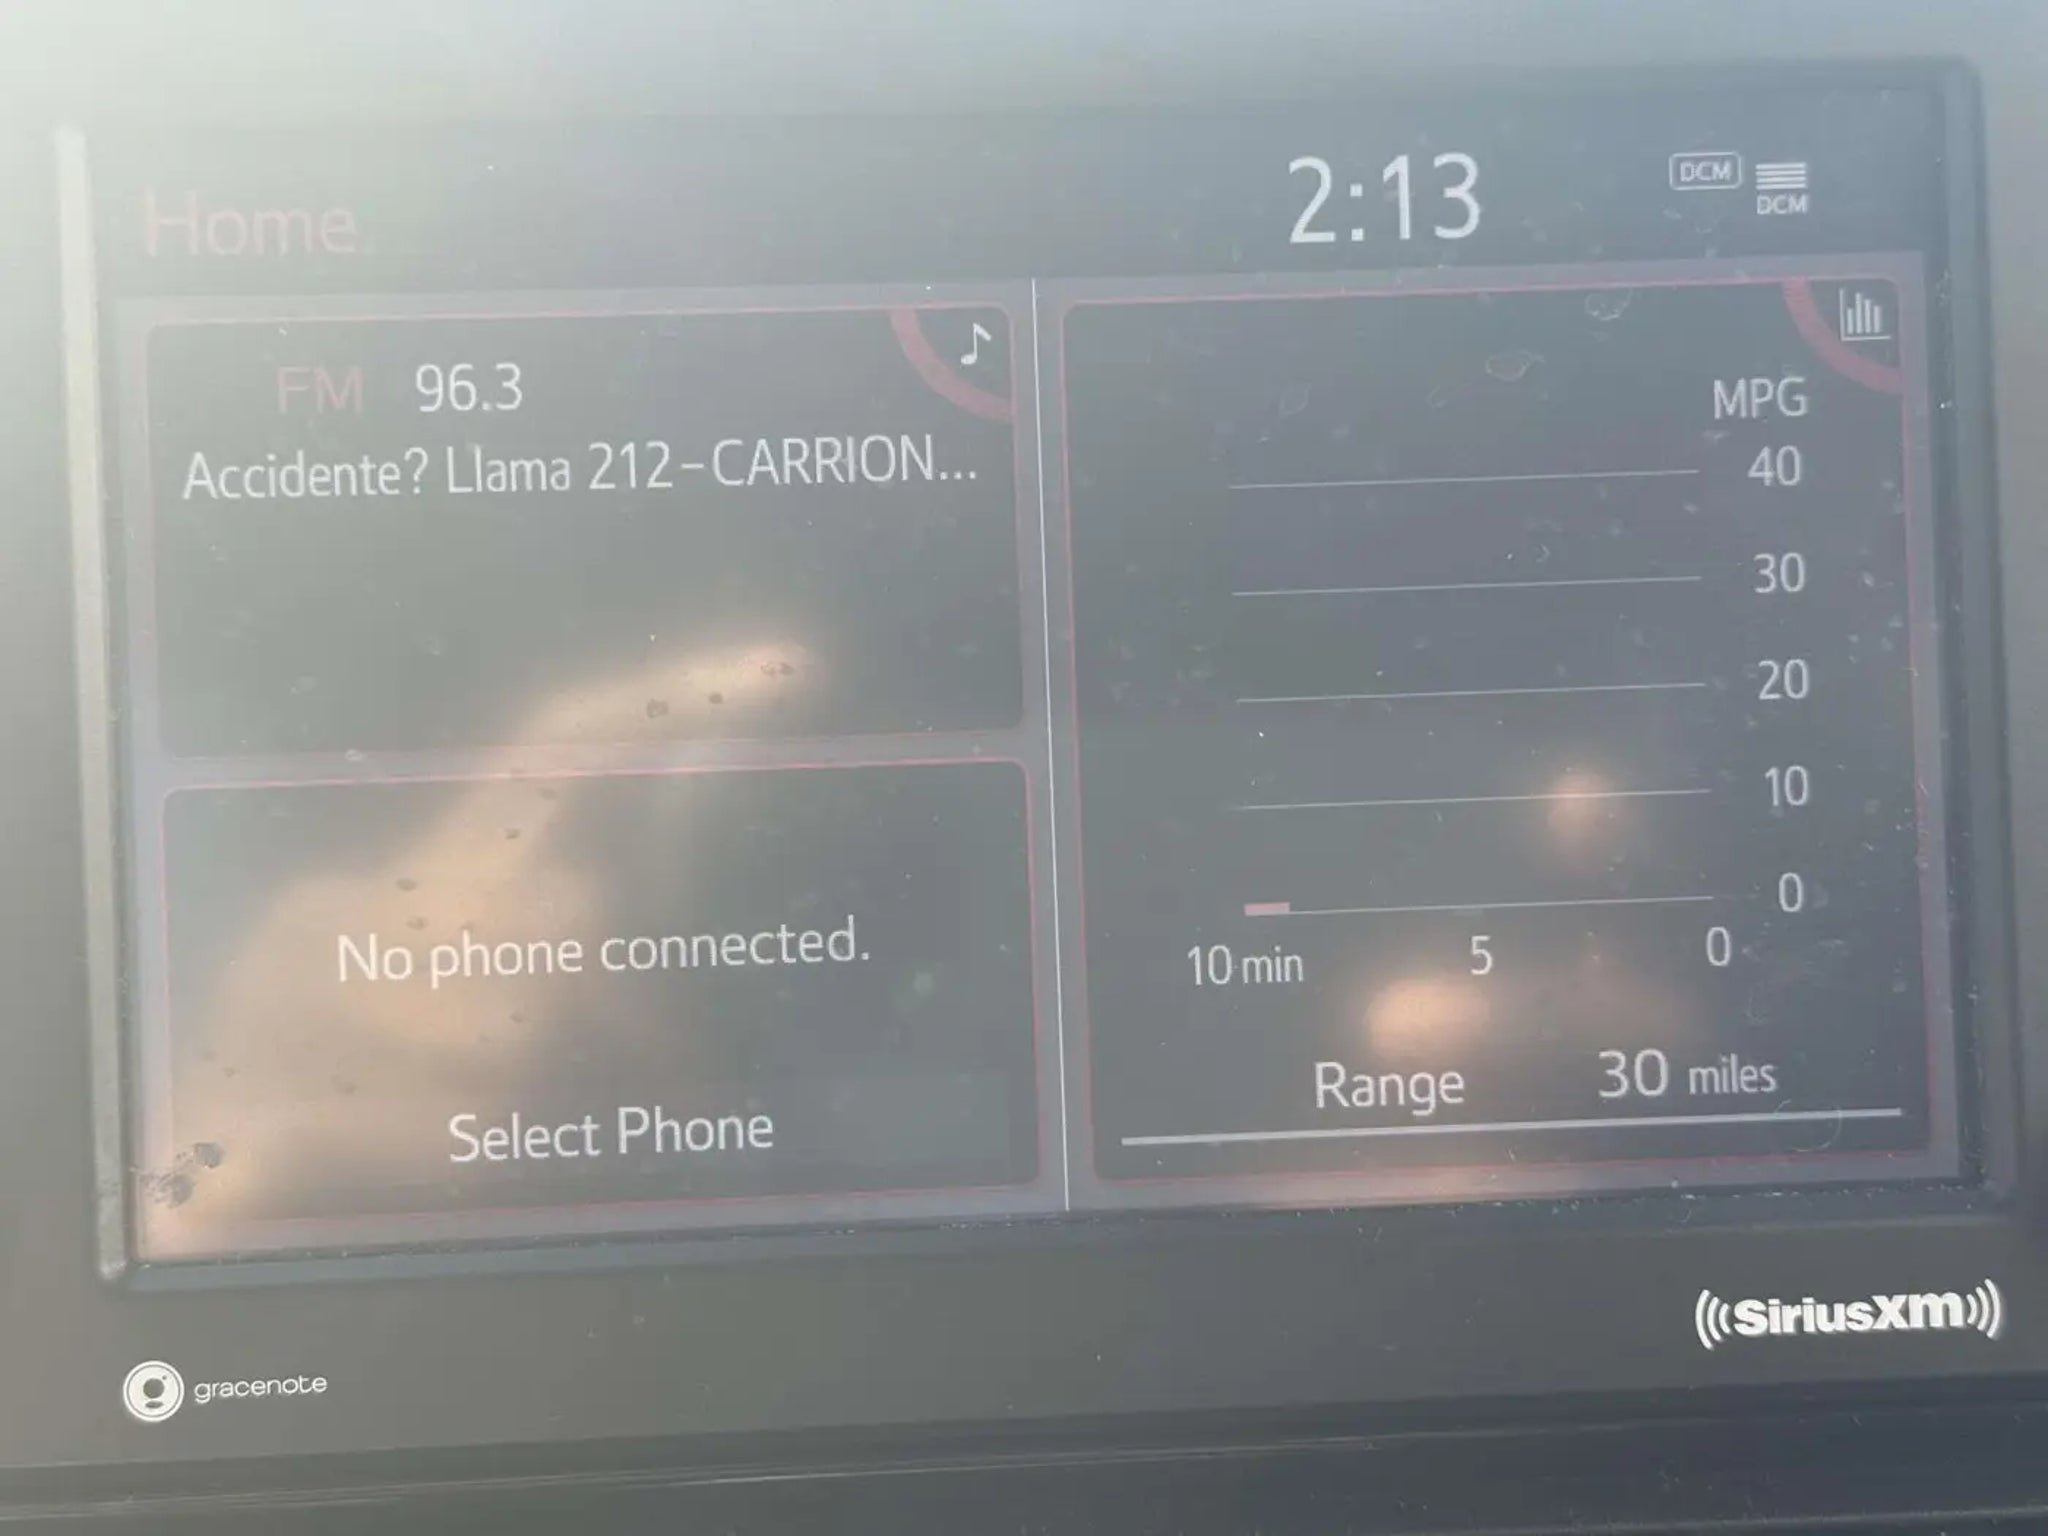 Home
2:13
DCM
DCM
FM 96.3
Accidente? Llama 212-CARRION...
No phone connected.
Select Phone
MPG
40
30
20
10
0
10 min 5 0
Range 30 miles
gracenote
((SiriusXM))